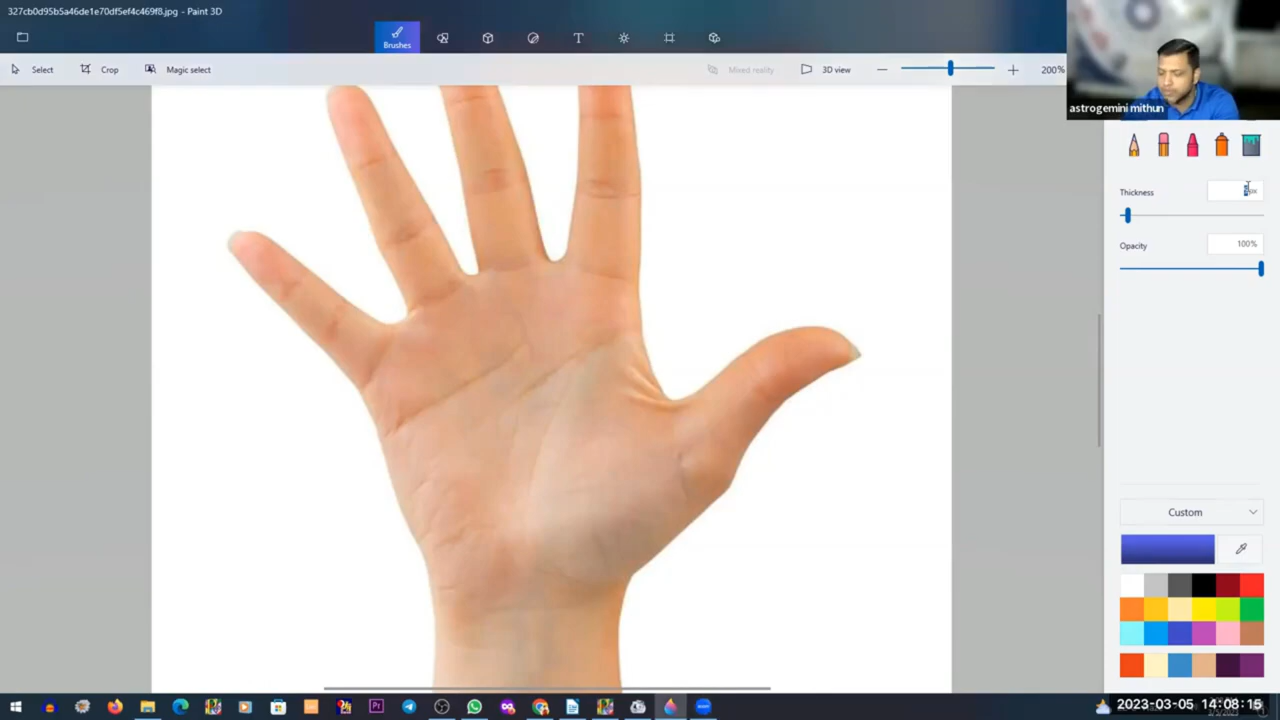 327cb0d95b5a46de1e70df5ef4c469f8.jpg - Paint 3D
Brushes
Select
Crop
Magic select
Mixed reality
3D view
200%
astrogemini mithun
Thickness
px
Opacity
100%
Custom
2023-03-05 14:08:15